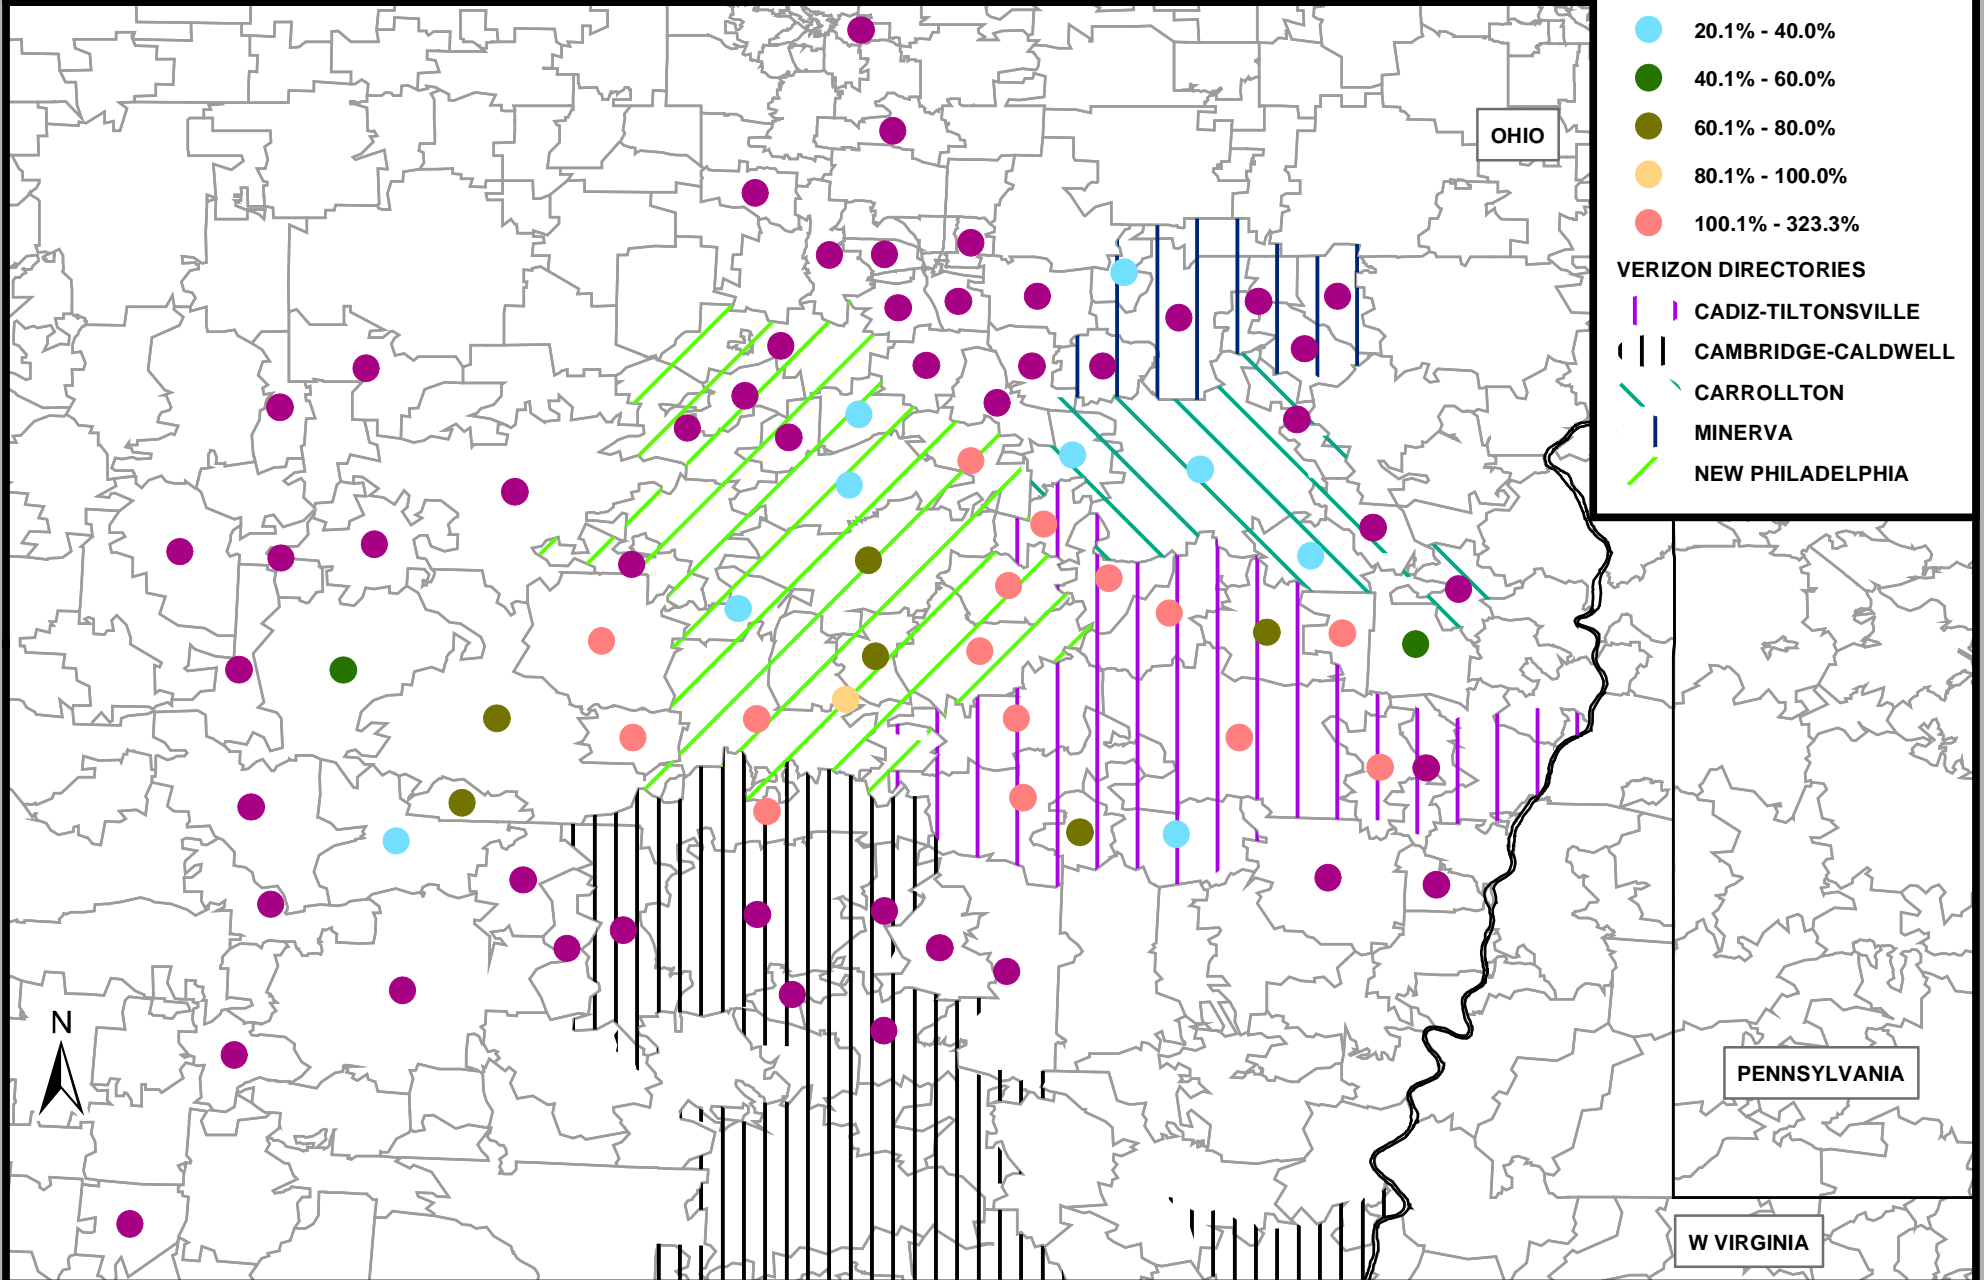 20.1% - 40.0%
40.1% - 60.0%
60.1% - 80.0%
80.1% - 100.0%
100.1% - 323.3%
VERIZON DIRECTORIES
CADIZ-TILTONSVILLE
CAMBRIDGE-CALDWELL
CARROLLTON
MINERVA
NEW PHILADELPHIA
OHIO
N
PENNSYLVANIA
W VIRGINIA